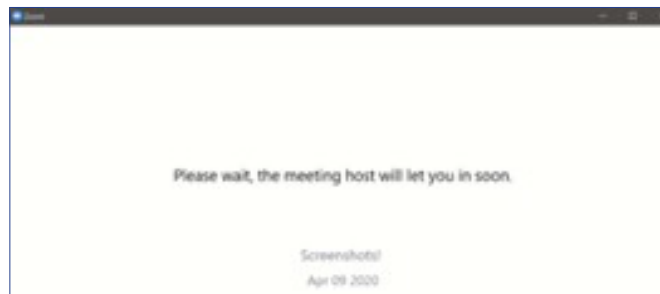 Zoom
Please wait, the meeting host will let you in soon.
Screenshots!
Apr 09 2020